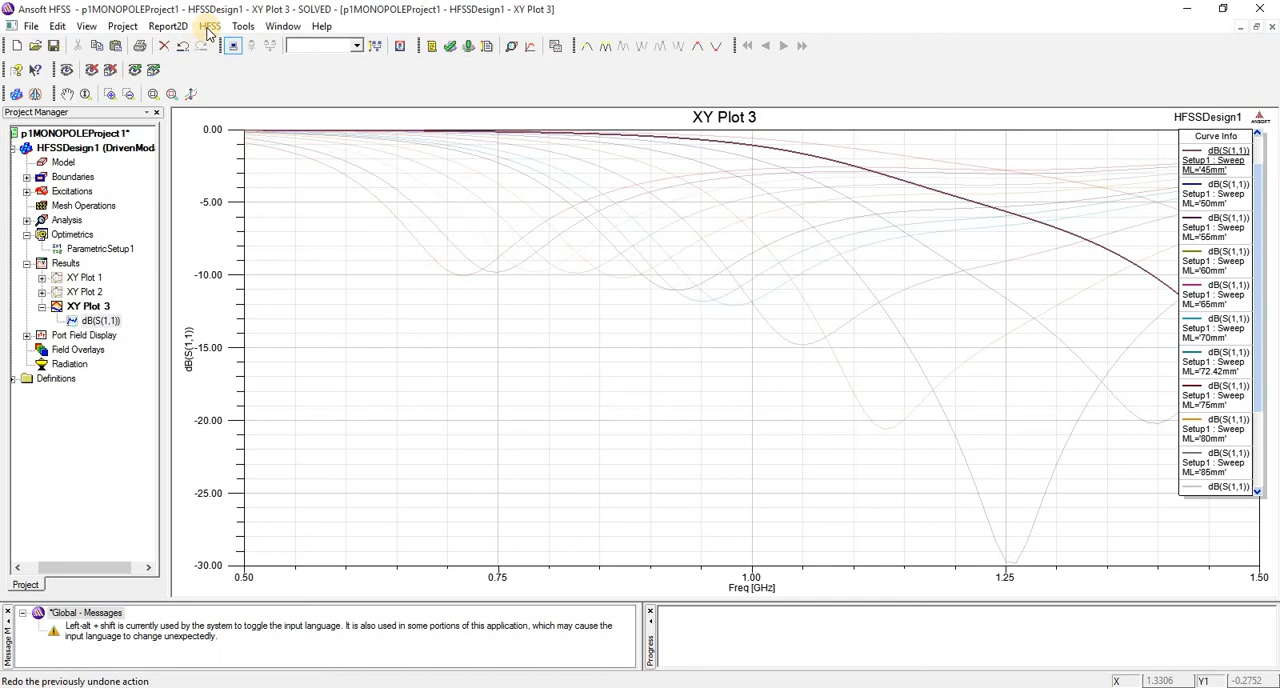 Ansoft HFSS - p1MONOPOLEProject1 - HFSSDesign1 - XY Plot 3 - SOLVED - [p1MONOPOLEProject1 - HFSSDesign1 - XY Plot 3]
File Edit View Project Report2D HFSS Tools Window Help
Project Manager
p1MONOPOLEProject1*
HFSSDesign1 (DrivenMod
Model
Boundaries
Excitations
Mesh Operations
Analysis
Optimetrics
ParametricSetup1
Results
XY Plot 1
XY Plot 2
XY Plot 3
dB(S(1,1))
Port Field Display
Field Overlays
Radiation
Definitions
Project
XY Plot 3
HFSSDesign1
ANSOFT
0.00
-5.00
-10.00
-15.00
-20.00
-25.00
-30.00
dB(S(1,1))
0.50 0.75 1.00 1.25 1.50
Freq [GHz]
Curve Info
dB(S(1,1))
Setup1 : Sweep
ML='45mm'
dB(S(1,1))
Setup1 : Sweep
ML='50mm'
dB(S(1,1))
Setup1 : Sweep
ML='55mm'
dB(S(1,1))
Setup1 : Sweep
ML='60mm'
dB(S(1,1))
Setup1 : Sweep
ML='65mm'
dB(S(1,1))
Setup1 : Sweep
ML='70mm'
dB(S(1,1))
Setup1 : Sweep
ML='72.42mm'
dB(S(1,1))
Setup1 : Sweep
ML='75mm'
dB(S(1,1))
Setup1 : Sweep
ML='80mm'
dB(S(1,1))
Setup1 : Sweep
ML='85mm'
dB(S(1,1))
Message M
*Global - Messages
Left-alt + shift is currently used by the system to toggle the input language. It is also used in some portions of this application, which may cause the
input language to change unexpectedly.
Progress
Redo the previously undone action
X 1.3306 Y1 -0.2752